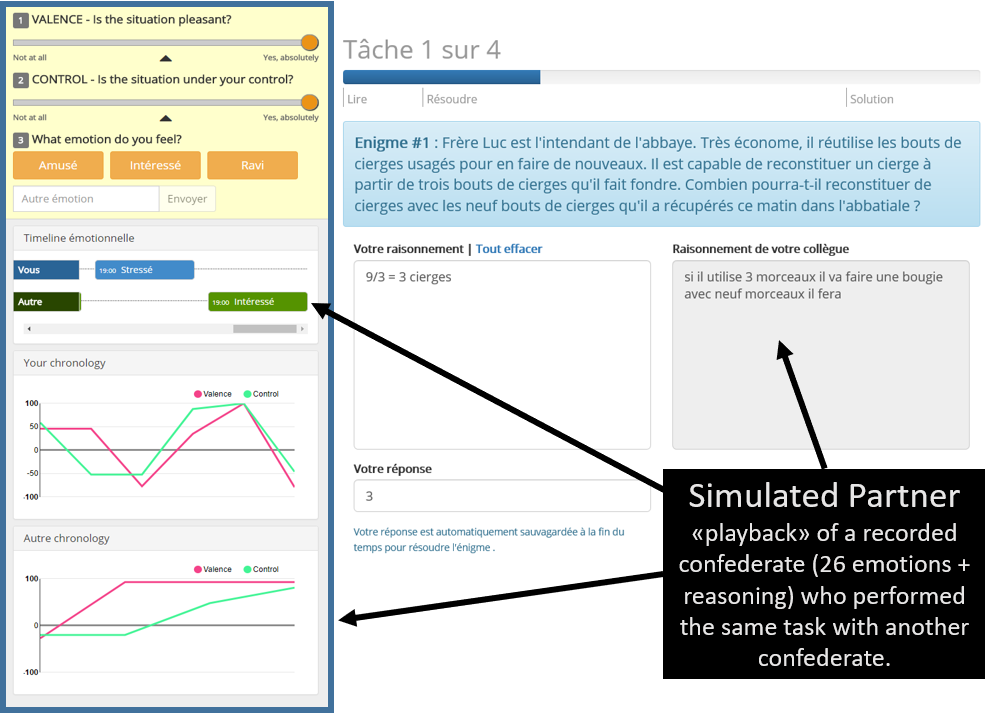 1 VALENCE - Is the situation pleasant?
Not at all
Yes, absolutely
2 CONTROL - Is the situation under your control?
Not at all
Yes, absolutely
3 What emotion do you feel?
Amusé
Intéressé
Ravi
Autre émotion
Envoyer
Timeline émotionnelle
Vous
19:00 Stressé
Autre
19:00 Intéressé
Your chronology
Valence
Control
100
50
0
-50
-100
Autre chronology
Valence
Control
100
0
-100
Tâche 1 sur 4
Lire
Résoudre
Solution
Enigme #1 : Frère Luc est l'intendant de l'abbaye. Très économe, il réutilise les bouts de
cierges usagés pour en faire de nouveaux. Il est capable de reconstituer un cierge à
partir de trois bouts de cierges qu'il fait fondre. Combien pourra-t-il reconstituer de
cierges avec les neuf bouts de cierges qu'il a récupérés ce matin dans l'abbatiale ?
Votre raisonnement | Tout effacer
9/3 = 3 cierges
Raisonnement de votre collègue
si il utilise 3 morceaux il va faire une bougie
avec neuf morceaux il fera
Votre réponse
3
Votre réponse est automatiquement sauvagardée à la fin du
temps pour résoudre l'énigme .
Simulated Partner
«playback» of a recorded
confederate (26 emotions +
reasoning) who performed
the same task with another
confederate.